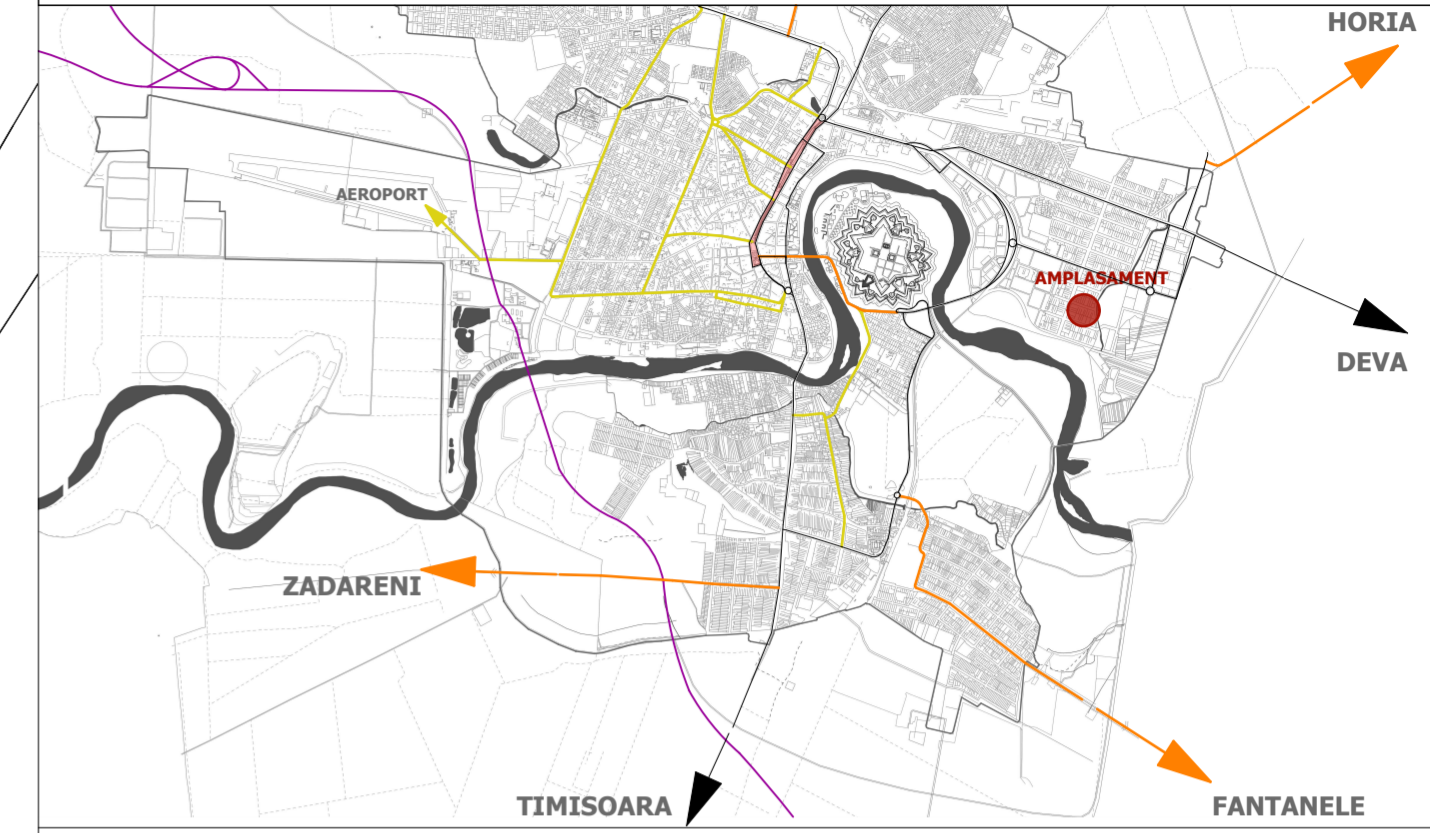 HORIA
AEROPORT
AMPLASAMENT
DEVA
ZADARENI
TIMISOARA
FANTANELE